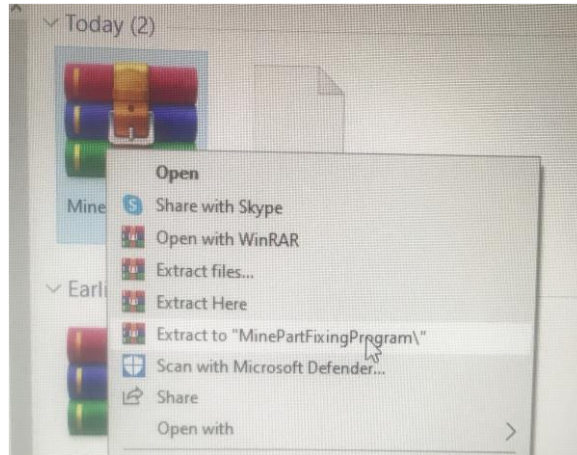 Today (2)
Mine
Open
Share with Skype
Open with WinRAR
Extract files...
Extract Here
Extract to "MinePartFixingProgram\"
Scan with Microsoft Defender...
Share
Open with
Earli